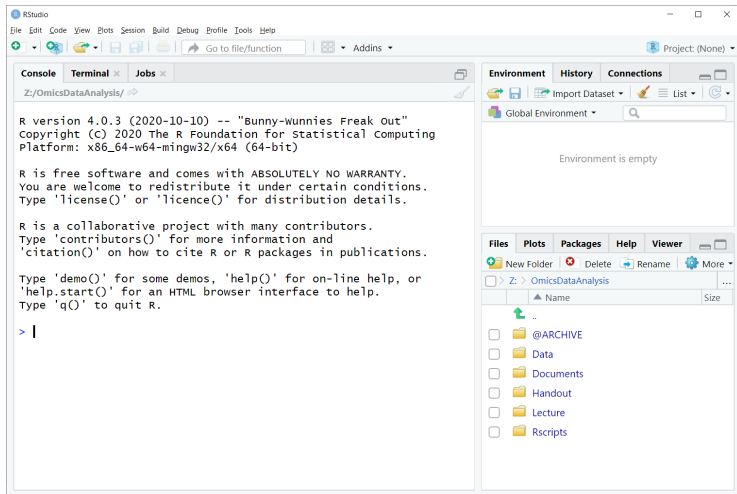 RStudio
File Edit Code View Plots Session Build Debug Profile Tools Help
Go to file/function Addins Project: (None)
Console Terminal Jobs
Z:/OmicsDataAnalysis/
R version 4.0.3 (2020-10-10) -- "Bunny-Wunnies Freak Out"
Copyright (C) 2020 The R Foundation for Statistical Computing
Platform: x86_64-w64-mingw32/x64 (64-bit)
R is free software and comes with ABSOLUTELY NO WARRANTY.
You are welcome to redistribute it under certain conditions.
Type 'license()' or 'licence()' for distribution details.
R is a collaborative project with many contributors.
Type 'contributors()' for more information and
'citation()' on how to cite R or R packages in publications.
Type 'demo()' for some demos, 'help()' for on-line help, or
'help.start()' for an HTML browser interface to help.
Type 'q()' to quit R.
>
Environment History Connections
Import Dataset List
Global Environment
Environment is empty
Files Plots Packages Help Viewer
New Folder Delete Rename More
Z: > OmicsDataAnalysis ...
Name Size
..
@ARCHIVE
Data
Documents
Handout
Lecture
Rscripts